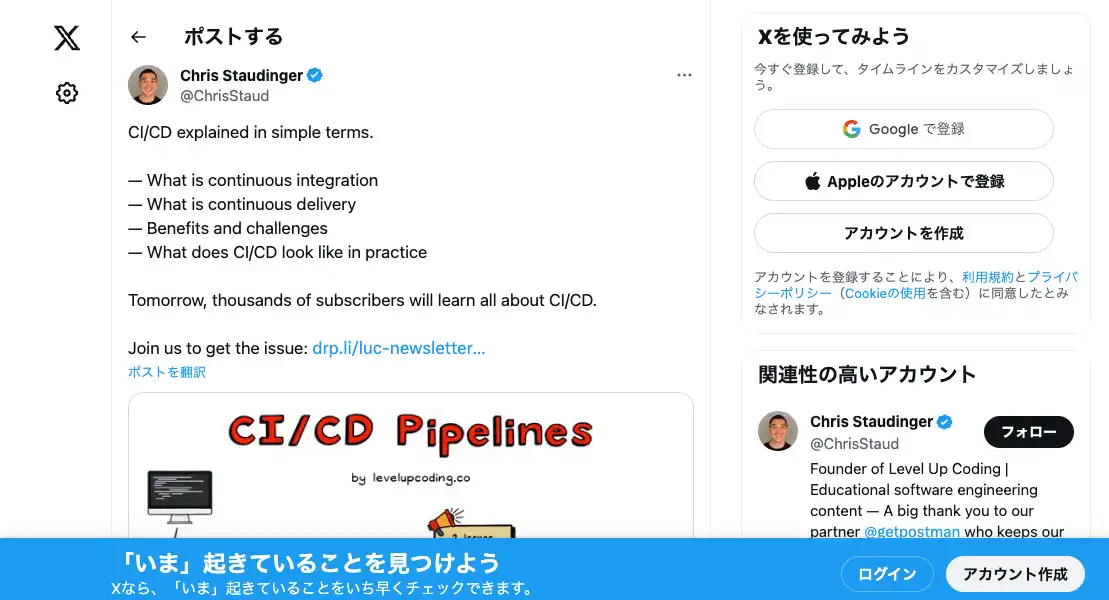 ポストする
Chris Staudinger
@ChrisStaud
CI/CD explained in simple terms.
— What is continuous integration
— What is continuous delivery
— Benefits and challenges
— What does CI/CD look like in practice
Tomorrow, thousands of subscribers will learn all about CI/CD.
Join us to get the issue: drp.li/luc-newsletter…
ポストを翻訳
CI/CD Pipelines
by levelupcoding.co
Xを使ってみよう
今すぐ登録して、タイムラインをカスタマイズしましょ
う。
Google で登録
Appleのアカウントで登録
アカウントを作成
アカウントを登録することにより、利用規約とプライバ
シーポリシー（Cookieの使用を含む）に同意したとみ
なされます。
関連性の高いアカウント
Chris Staudinger
@ChrisStaud
フォロー
Founder of Level Up Coding |
Educational software engineering
content — A big thank you to our
partner @getpostman who keeps our
「いま」起きていることを見つけよう
Xなら、「いま」起きていることをいち早くチェックできます。
ログイン
アカウント作成